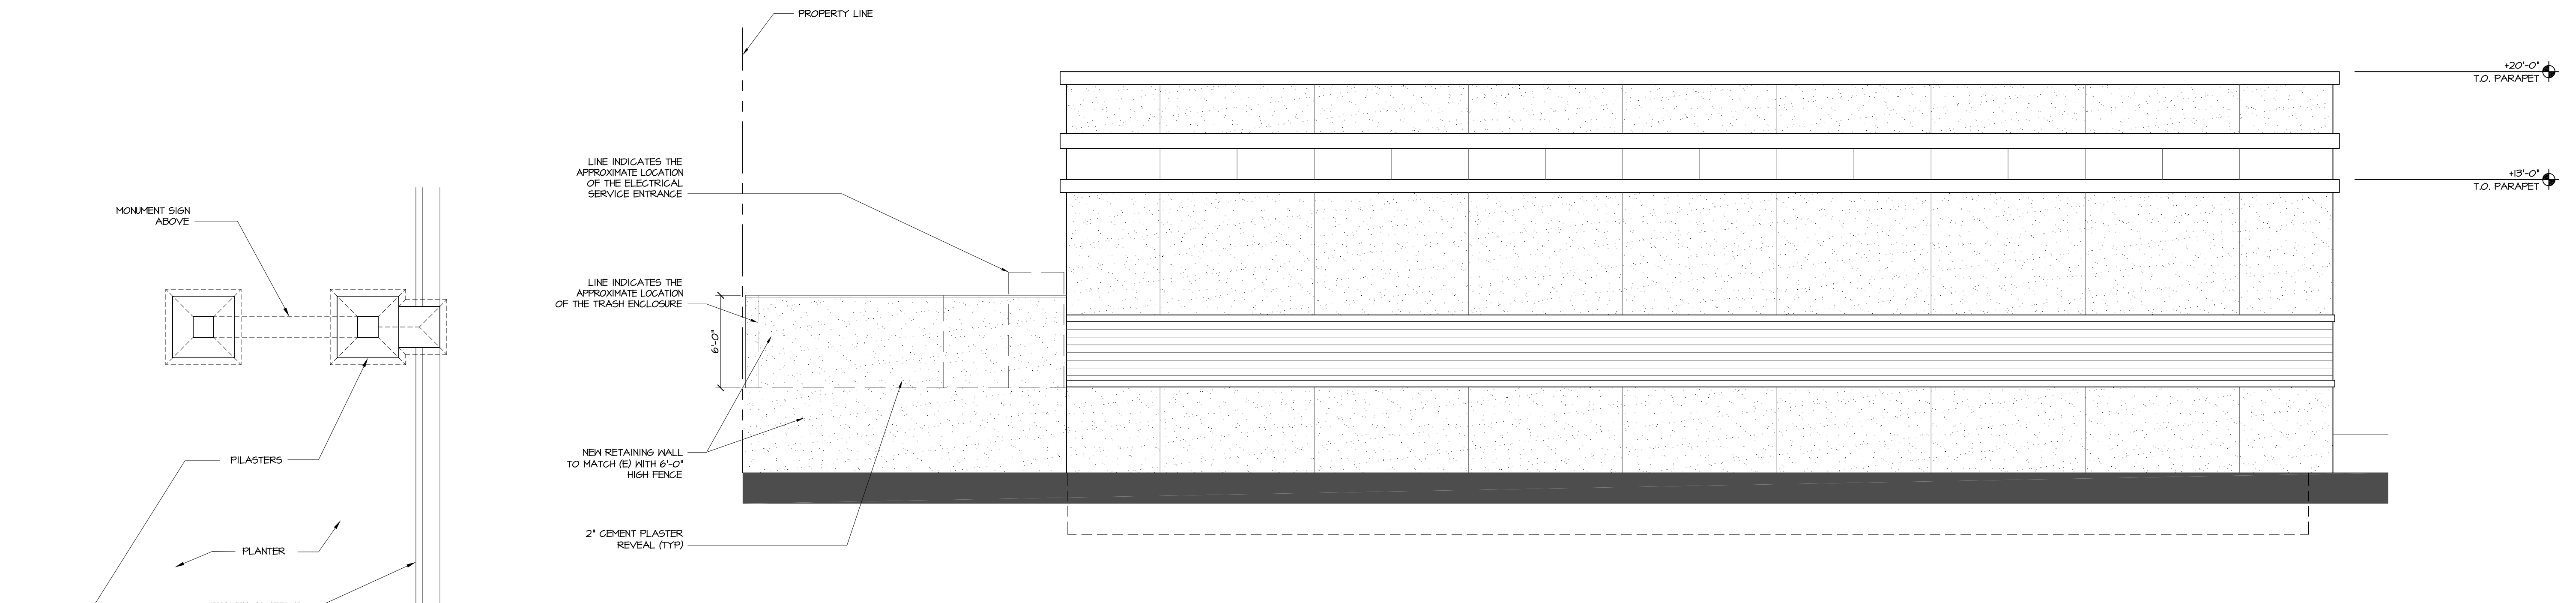 PROPERTY LINE
+20'-0"
T.O. PARAPET
LINE INDICATES THE
APPROXIMATE LOCATION
OF THE ELECTRICAL
SERVICE ENTRANCE
+13'-0"
T.O. PARAPET
MONUMENT SIGN
ABOVE
LINE INDICATES THE
APPROXIMATE LOCATION
OF THE TRASH ENCLOSURE
6'-0"
PILASTERS
NEW RETAINING WALL
TO MATCH (E) WITH 6'-0"
HIGH FENCE
2" CEMENT PLASTER
REVEAL (TYP)
PLANTER